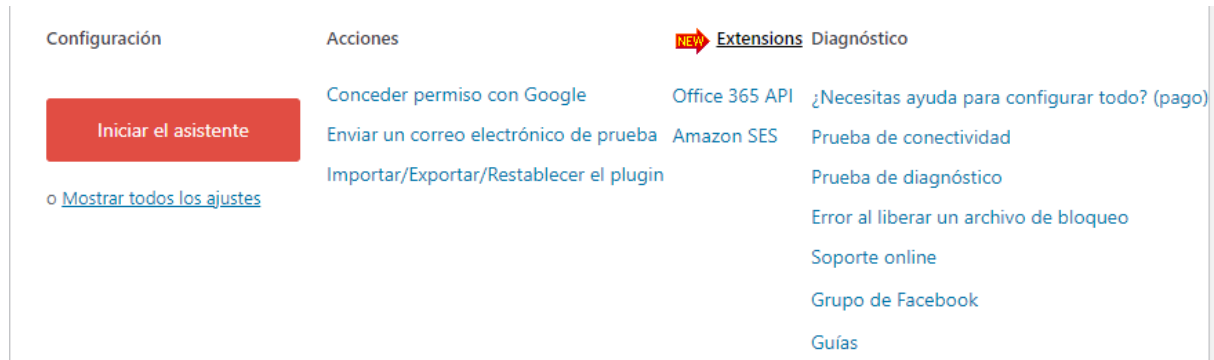 Configuración
Iniciar el asistente
o Mostrar todos los ajustes
Acciones
Conceder permiso con Google
Enviar un correo electrónico de prueba
Importar/Exportar/Restablecer el plugin
NEW Extensions
Office 365 API
Amazon SES
Diagnóstico
¿Necesitas ayuda para configurar todo? (pago)
Prueba de conectividad
Prueba de diagnóstico
Error al liberar un archivo de bloqueo
Soporte online
Grupo de Facebook
Guías